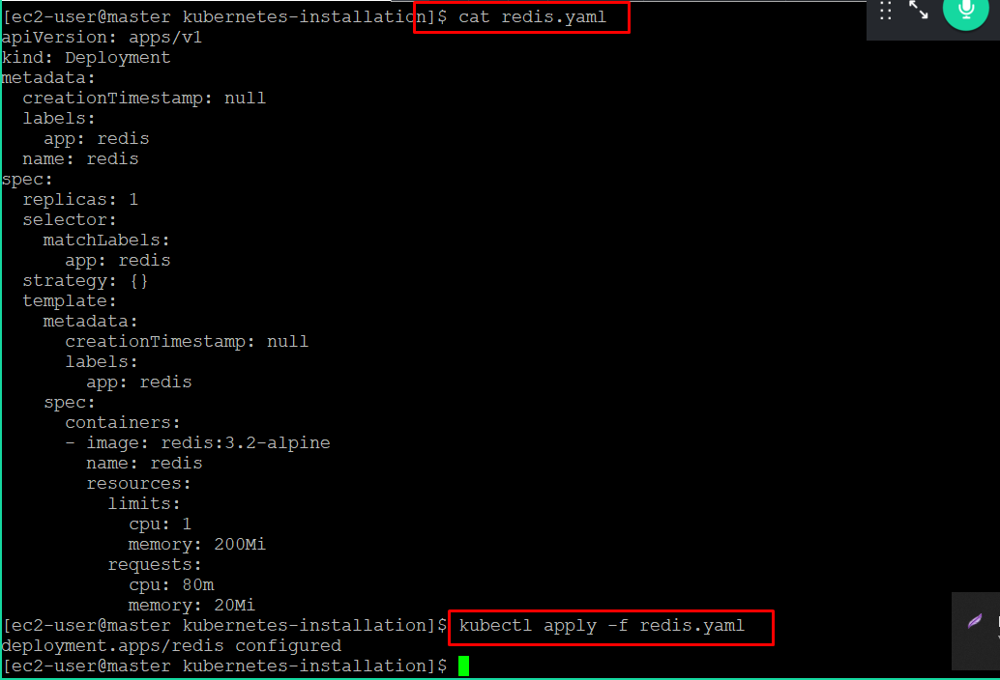 [ec2-user@master kubernetes-installation]$ cat redis.yaml
apiVersion: apps/v1
kind: Deployment
metadata:
  creationTimestamp: null
  labels:
    app: redis
  name: redis
spec:
  replicas: 1
  selector:
    matchLabels:
      app: redis
  strategy: {}
  template:
    metadata:
      creationTimestamp: null
      labels:
        app: redis
    spec:
      containers:
      - image: redis:3.2-alpine
        name: redis
        resources:
          limits:
            cpu: 1
            memory: 200Mi
          requests:
            cpu: 80m
            memory: 20Mi
[ec2-user@master kubernetes-installation]$ kubectl apply -f redis.yaml
deployment.apps/redis configured
[ec2-user@master kubernetes-installation]$